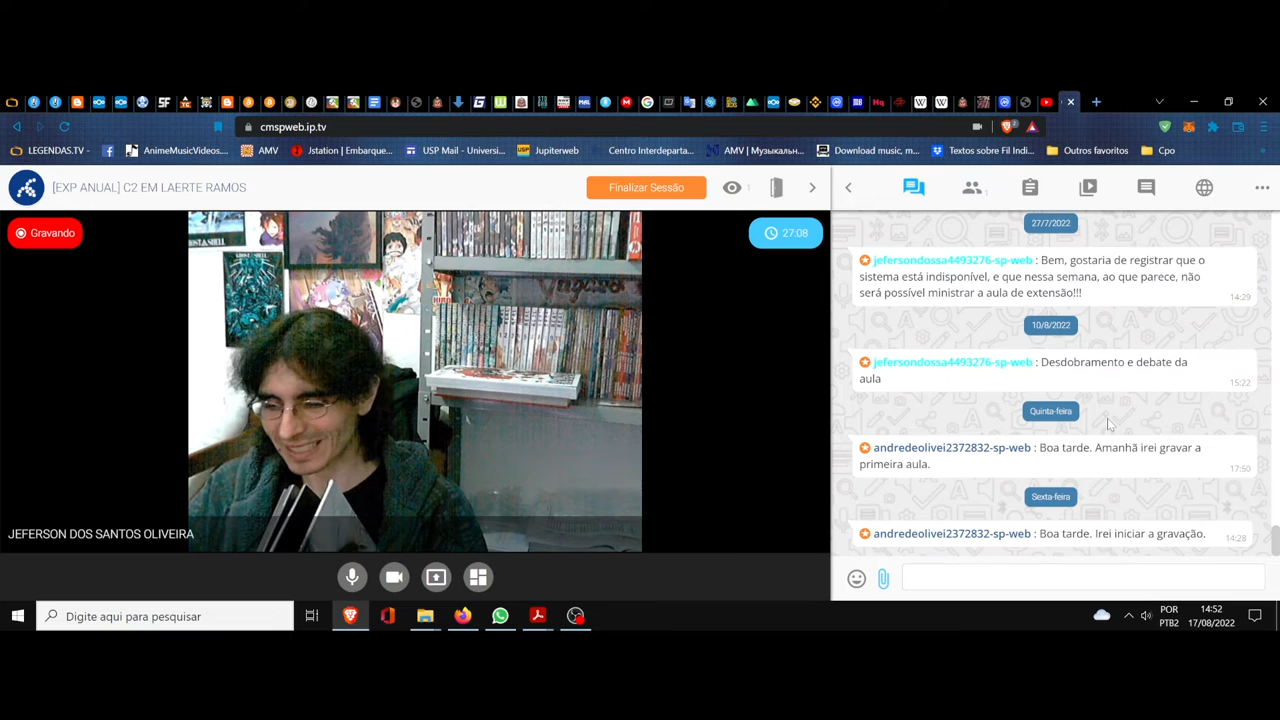 cmspweb.ip.tv
2
LEGENDAS.TV -
AnimeMusicVideos...
AMV
Jstation | Embarque...
USP Mail - Universi...
Jupiterweb
Centro Interdeparta...
AMV | Музыкальн...
Download music, m...
Textos sobre Fil Indi...
Outros favoritos
Cpo
[EXP ANUAL] C2 EM LAERTE RAMOS
Finalizar Sessão
1
1
Gravando
27:08
JEFERSON DOS SANTOS OLIVEIRA
27/7/2022
jefersondossa4493276-sp-web : Bem, gostaria de registrar que o
sistema está indisponível, e que nessa semana, ao que parece, não
será possível ministrar a aula de extensão!!!
14:29
10/8/2022
jefersondossa4493276-sp-web : Desdobramento e debate da
aula
15:22
Quinta-feira
andredeolivei2372832-sp-web : Boa tarde. Amanhã irei gravar a
primeira aula.
17:50
Sexta-feira
andredeolivei2372832-sp-web : Boa tarde. Irei iniciar a gravação.
14:28
Digite aqui para pesquisar
POR
PTB2
14:52
17/08/2022